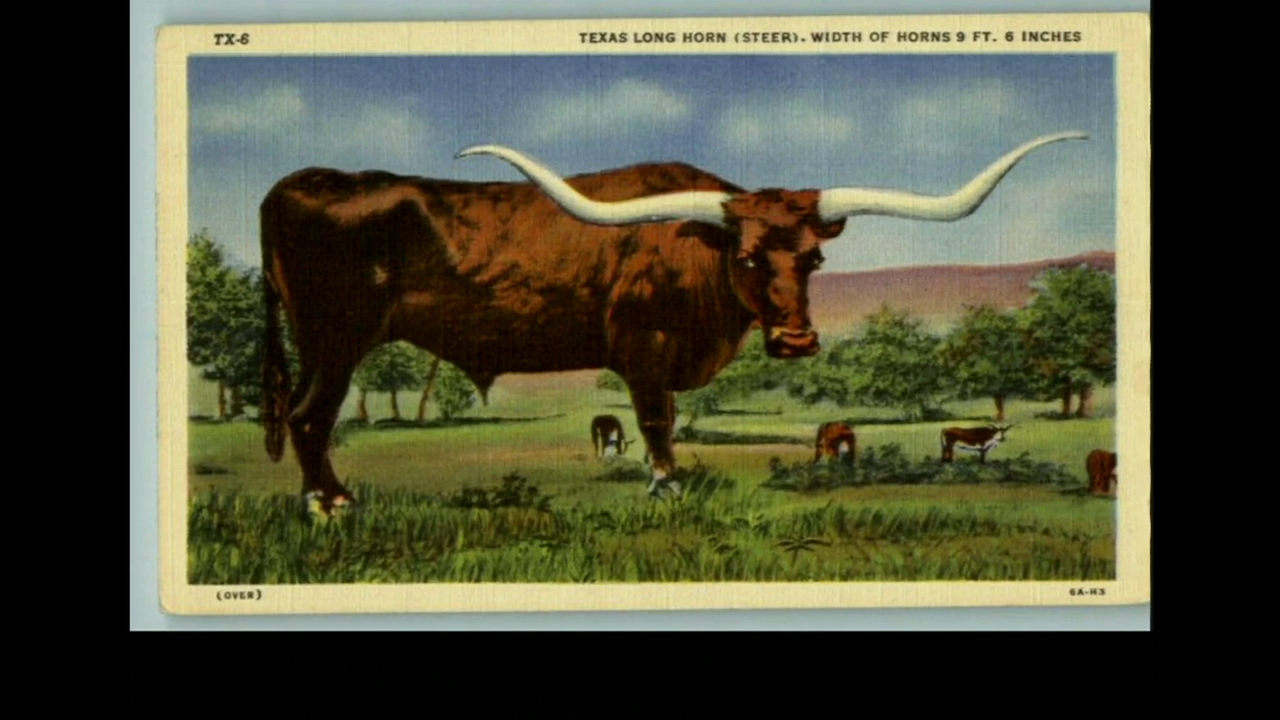 TX-6
TEXAS LONG HORN (STEER). WIDTH OF HORNS 9 FT. 6 INCHES
(OVER)
6A-H3